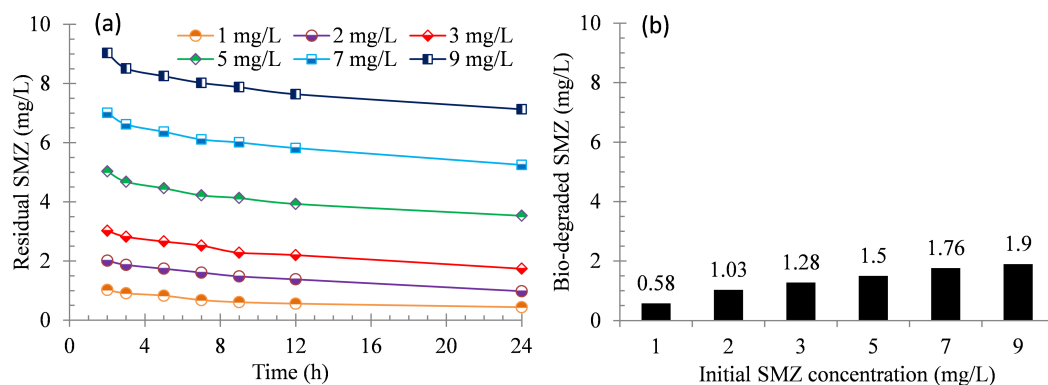 (a)
1 mg/L 2 mg/L 3 mg/L
5 mg/L 7 mg/L 9 mg/L
Residual SMZ (mg/L)
10
8
6
4
2
0
0 4 8 12 16 20 24
Time (h)
(b)
Bio-degraded SMZ (mg/L)
10
8
6
4
2
0
0.58 1.03 1.28 1.5 1.76 1.9
1 2 3 5 7 9
Initial SMZ concentration (mg/L)